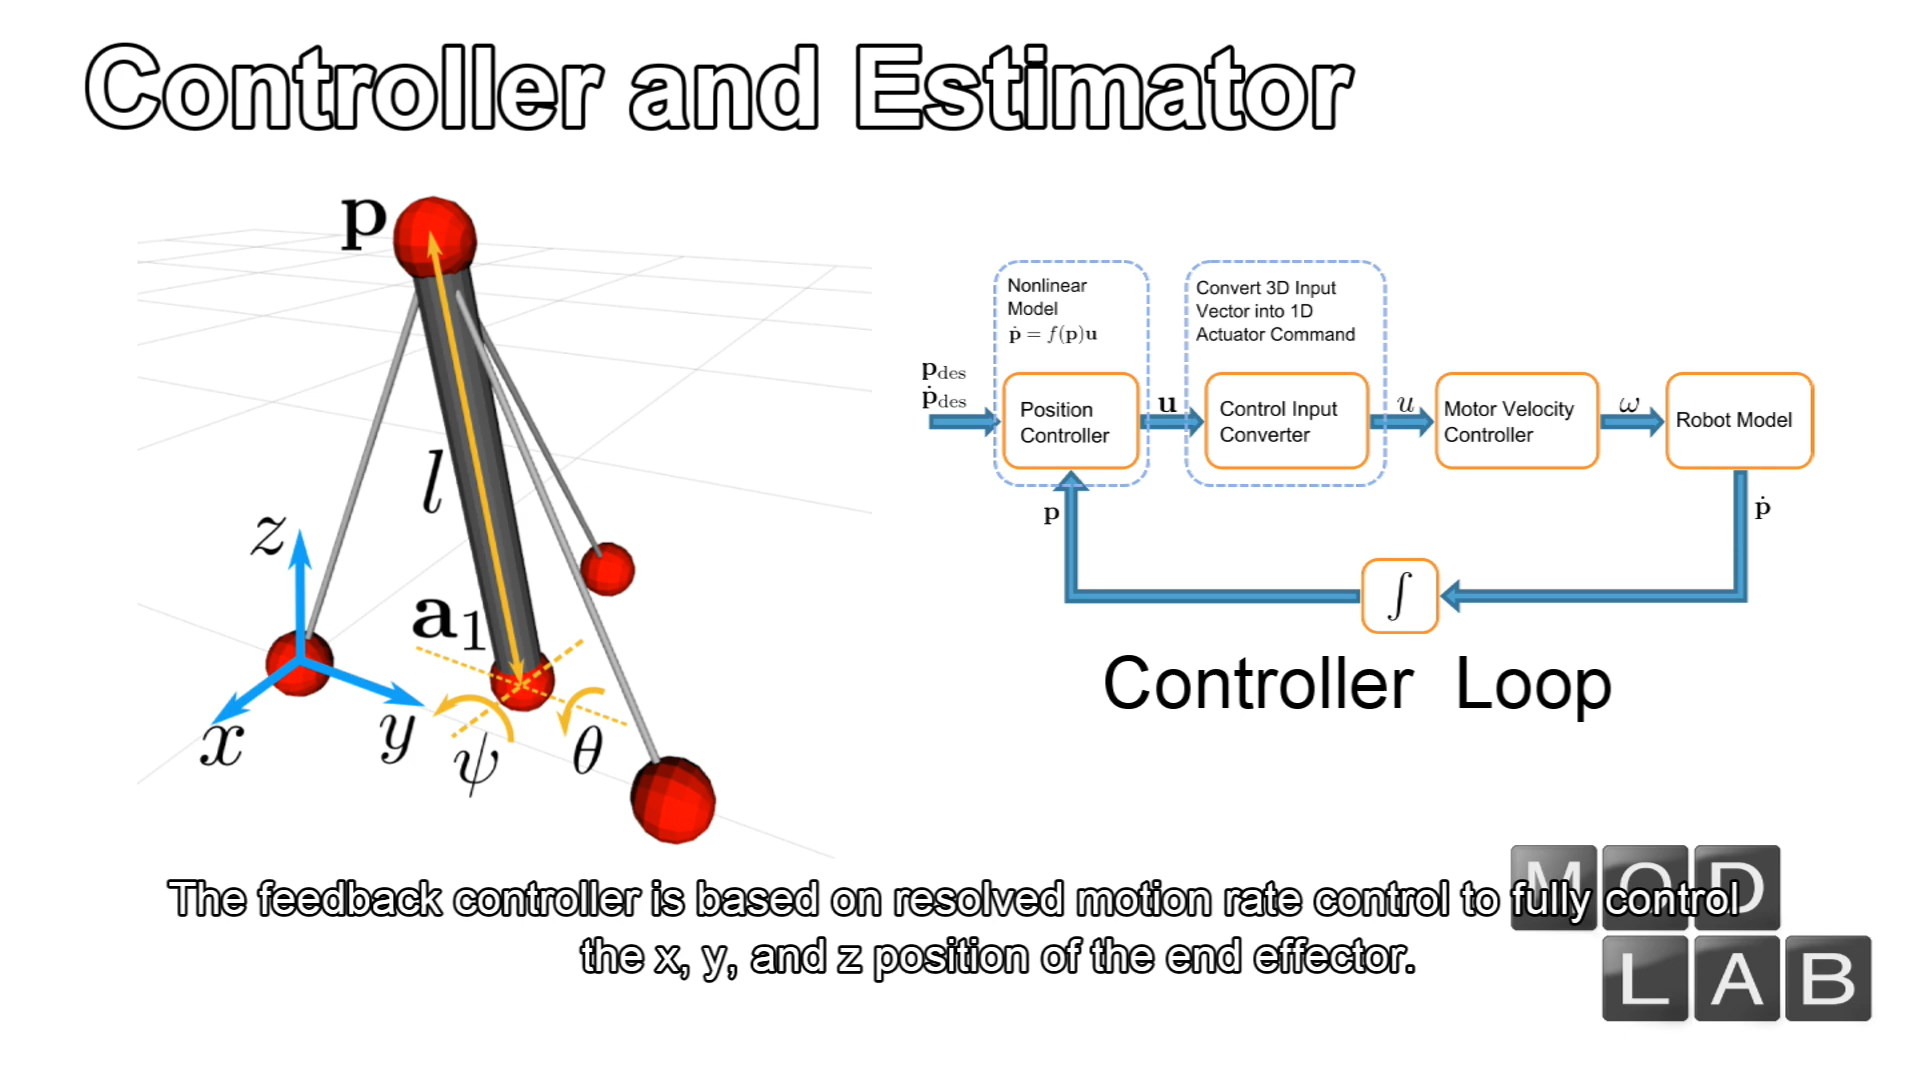 Controller and Estimator
p
l
a₁
z
x
y
ψ
θ
Nonlinear
Model
ṗ = f(p)u
Convert 3D Input
Vector into 1D
Actuator Command
p_des
ṗ_des
Position
Controller
u
Control Input
Converter
u
Motor Velocity
Controller
ω
Robot Model
p
ṗ
∫
Controller Loop
The feedback controller is based on resolved motion rate control to fully control
the x, y, and z position of the end effector.
MOD
LAB